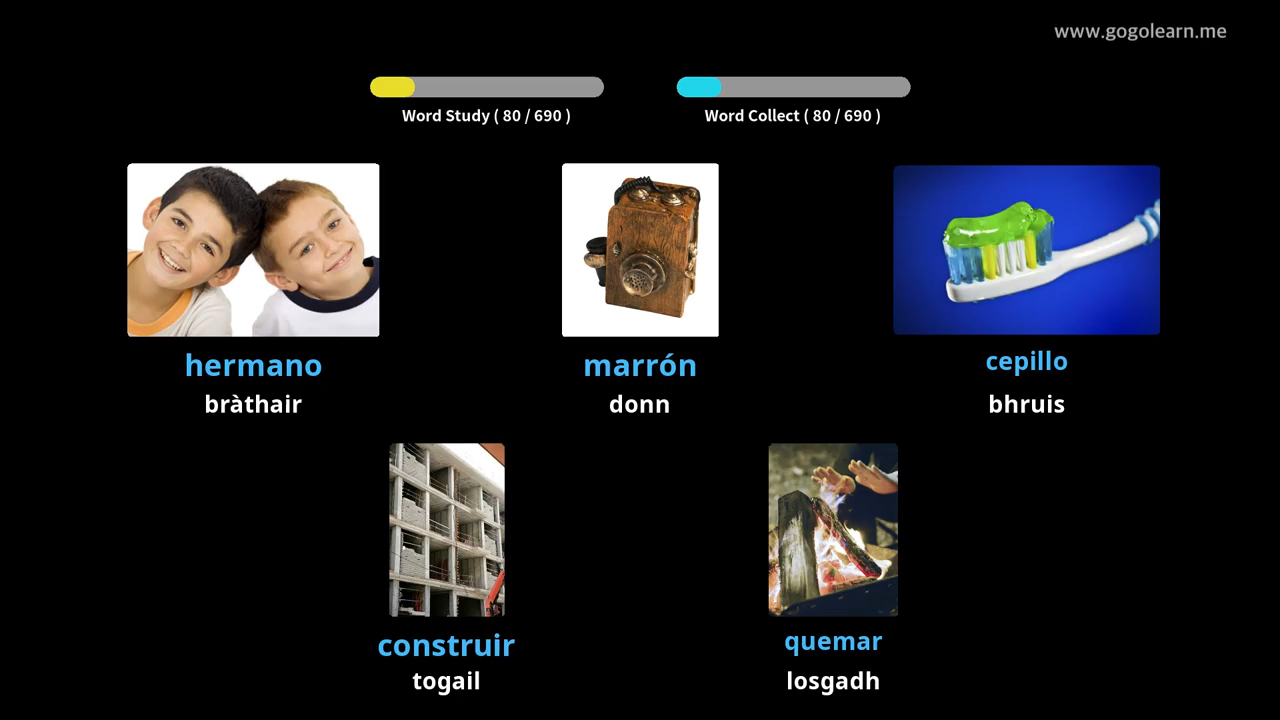 www.gogolearn.me
Word Study ( 80 / 690 )
Word Collect ( 80 / 690 )
hermano
bràthair
marrón
donn
cepillo
bhruis
construir
togail
quemar
losgadh